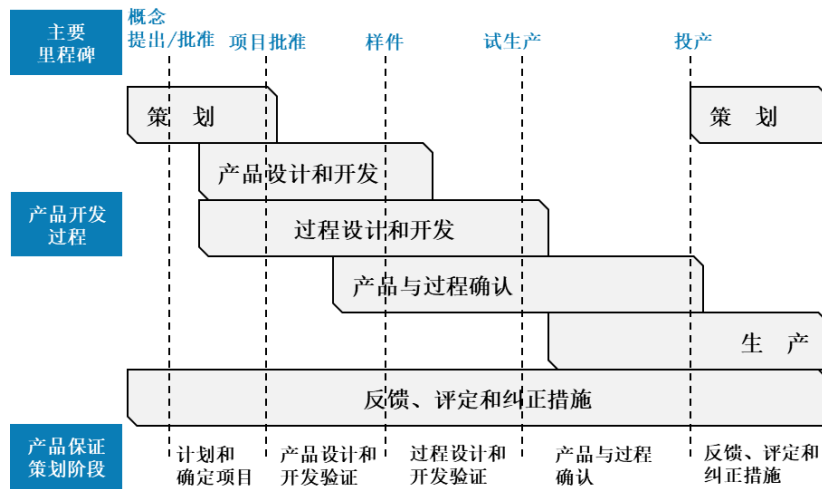 主要
里程碑
概念
提出/批准
项目批准
样件
试生产
投产
策 划
策 划
产品设计和开发
产品开发
过程
过程设计和开发
产品与过程确认
生 产
反馈、评定和纠正措施
产品保证
策划阶段
计划和
确定项目
产品设计和
开发验证
过程设计和
开发验证
产品与过程
确认
反馈、评定和
纠正措施